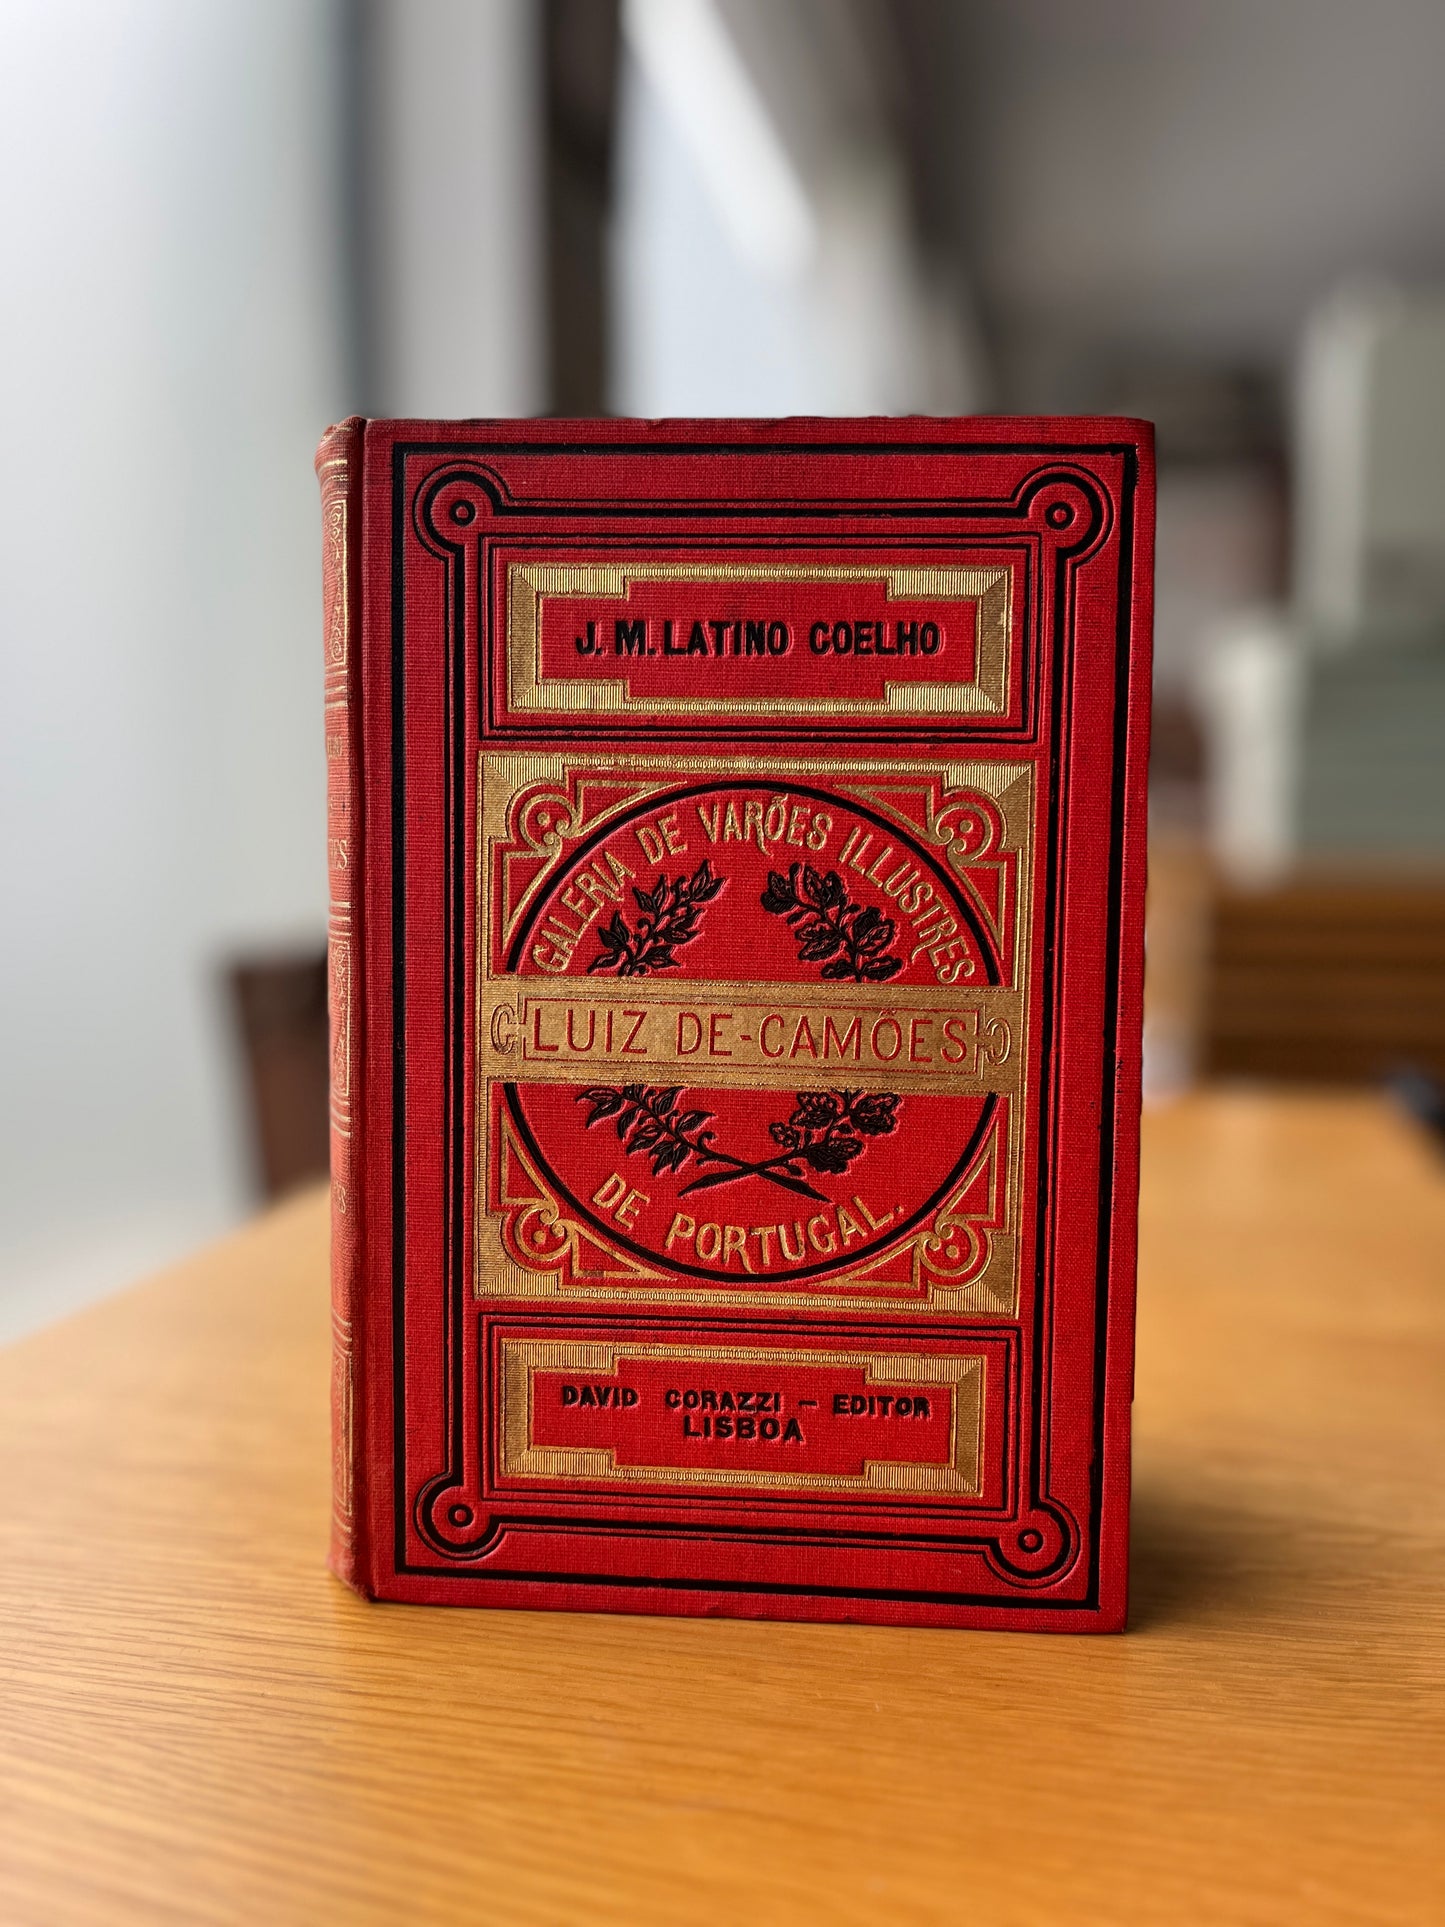 J. M. LATINO COELHO
GALERIA DE VARÕES ILLUSTRES
LUIZ DE-CAMÕES
DE PORTUGAL.
DAVID CORAZZI – EDITOR
LISBOA